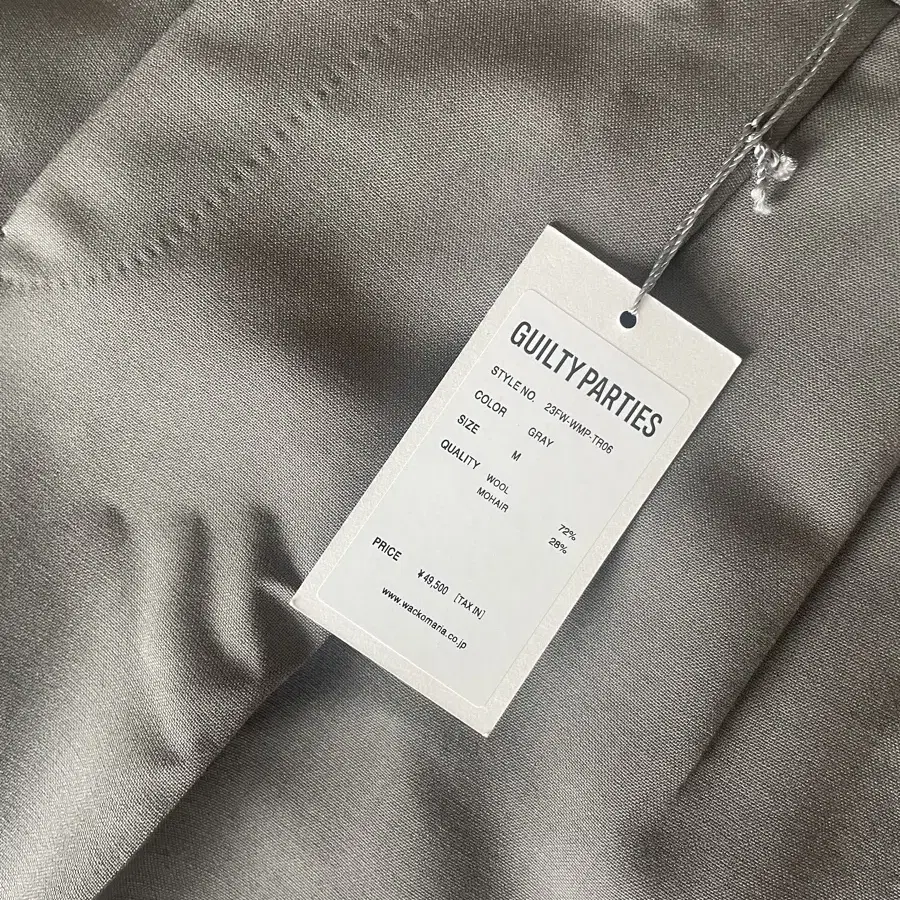 GUILTY PARTIES
STYLE NO. 23FW-WMP-TR06
COLOR GRAY
SIZE M
QUALITY WOOL 72%
MOHAIR 28%
PRICE ¥49,500 [TAX IN]
www.wackomaria.co.jp